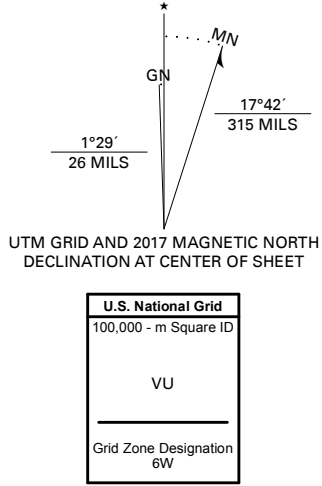 ★
MN
GN
1°29´
26 MILS
17°42´
315 MILS
UTM GRID AND 2017 MAGNETIC NORTH
DECLINATION AT CENTER OF SHEET
U.S. National Grid
100,000 - m Square ID
VU
Grid Zone Designation
6W